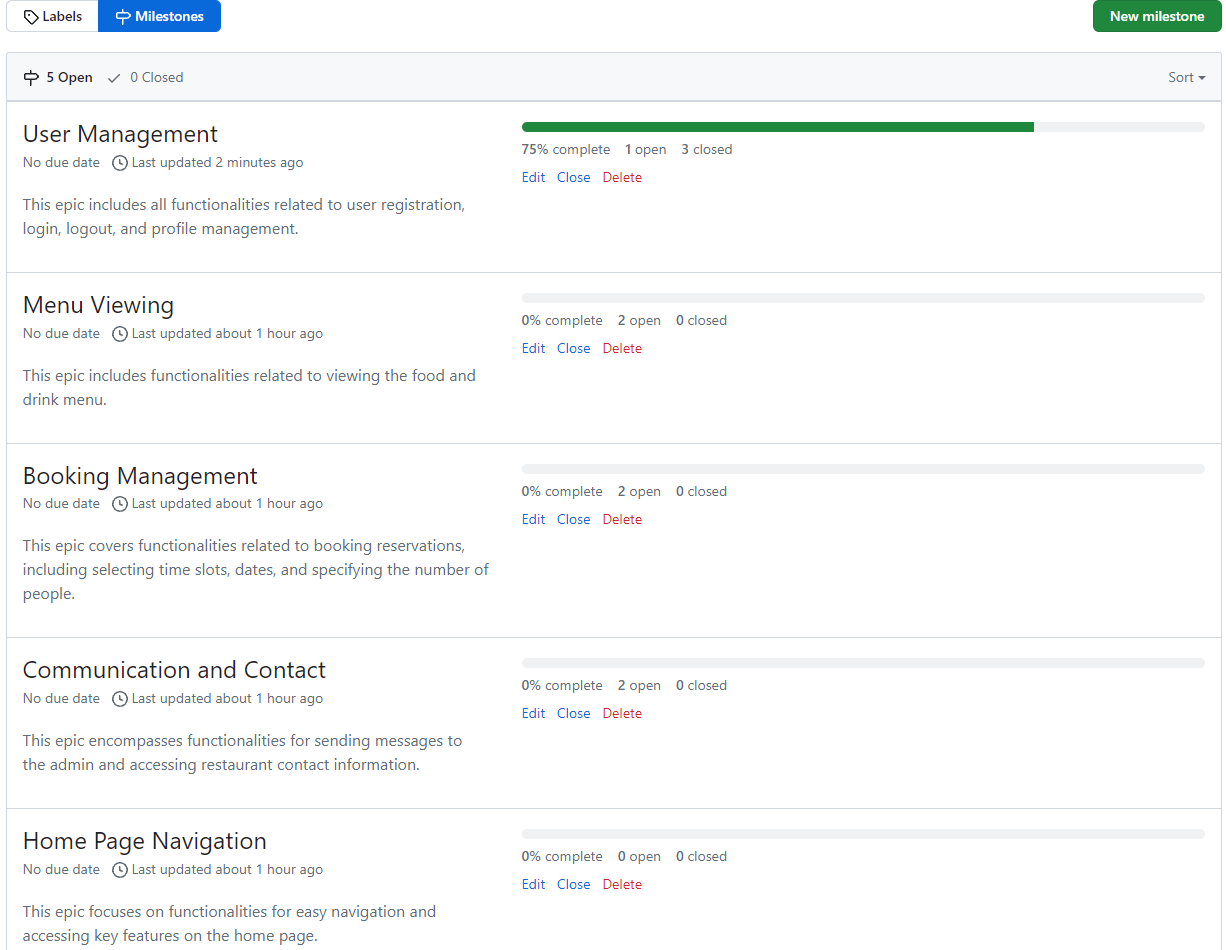 Labels Milestones New milestone
5 Open 0 Closed Sort
User Management
No due date Last updated 2 minutes ago
This epic includes all functionalities related to user registration,
login, logout, and profile management.
75% complete 1 open 3 closed
Edit Close Delete
Menu Viewing
No due date Last updated about 1 hour ago
This epic includes functionalities related to viewing the food and
drink menu.
0% complete 2 open 0 closed
Edit Close Delete
Booking Management
No due date Last updated about 1 hour ago
This epic covers functionalities related to booking reservations,
including selecting time slots, dates, and specifying the number of
people.
0% complete 2 open 0 closed
Edit Close Delete
Communication and Contact
No due date Last updated about 1 hour ago
This epic encompasses functionalities for sending messages to
the admin and accessing restaurant contact information.
0% complete 2 open 0 closed
Edit Close Delete
Home Page Navigation
No due date Last updated about 1 hour ago
This epic focuses on functionalities for easy navigation and
accessing key features on the home page.
0% complete 0 open 0 closed
Edit Close Delete